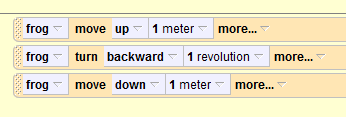 frog move up 1 meter more...
frog turn backward 1 revolution more...
frog move down 1 meter more...